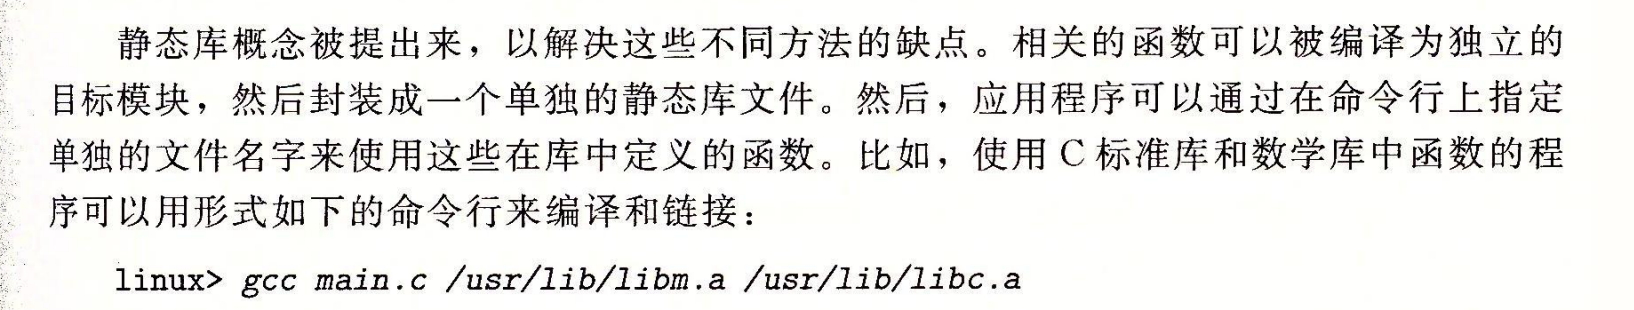 静态库概念被提出来，以解决这些不同方法的缺点。相关的函数可以被编译为独立的
目标模块，然后封装成一个单独的静态库文件。然后，应用程序可以通过在命令行上指定
单独的文件名字来使用这些在库中定义的函数。比如，使用 C 标准库和数学库中函数的程
序可以用形式如下的命令行来编译和链接：
linux> gcc main.c /usr/lib/libm.a /usr/lib/libc.a